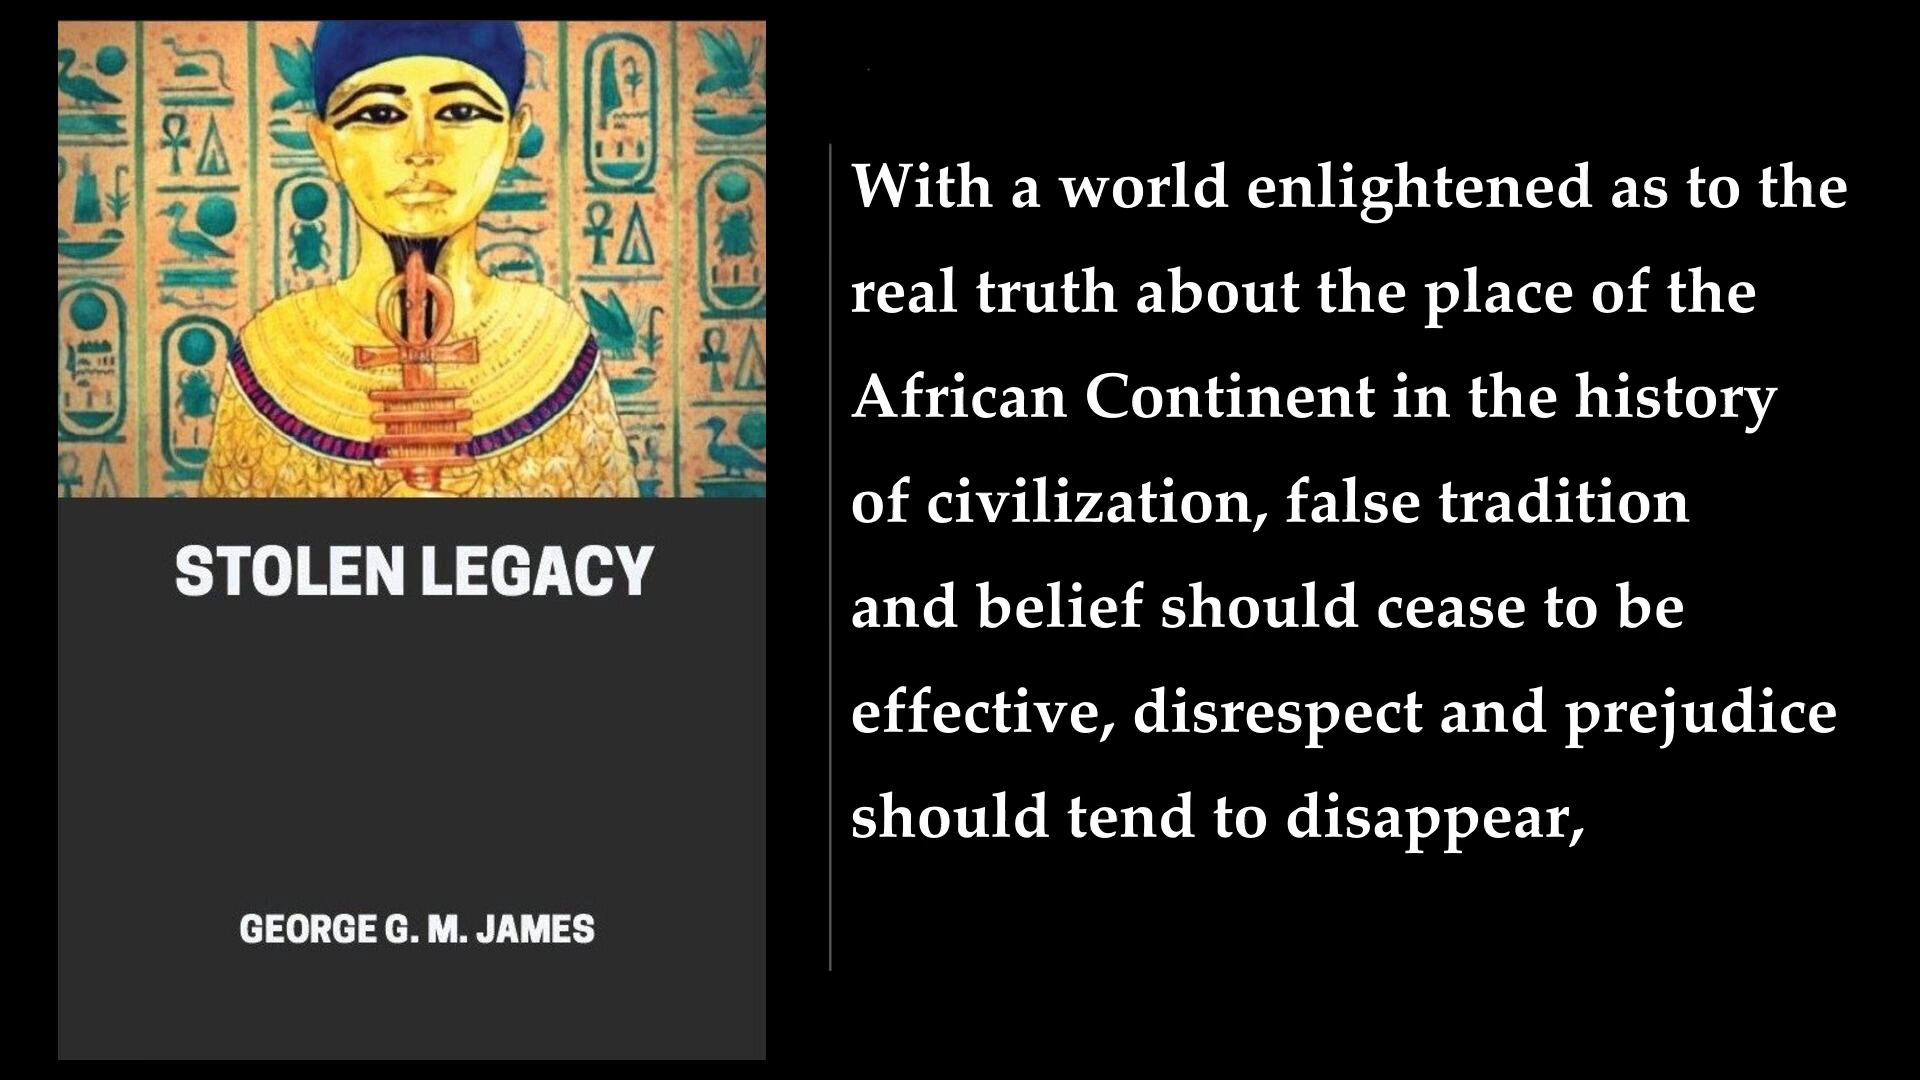 STOLEN LEGACY
GEORGE G. M. JAMES
With a world enlightened as to the
real truth about the place of the
African Continent in the history
of civilization, false tradition
and belief should cease to be
effective, disrespect and prejudice
should tend to disappear,